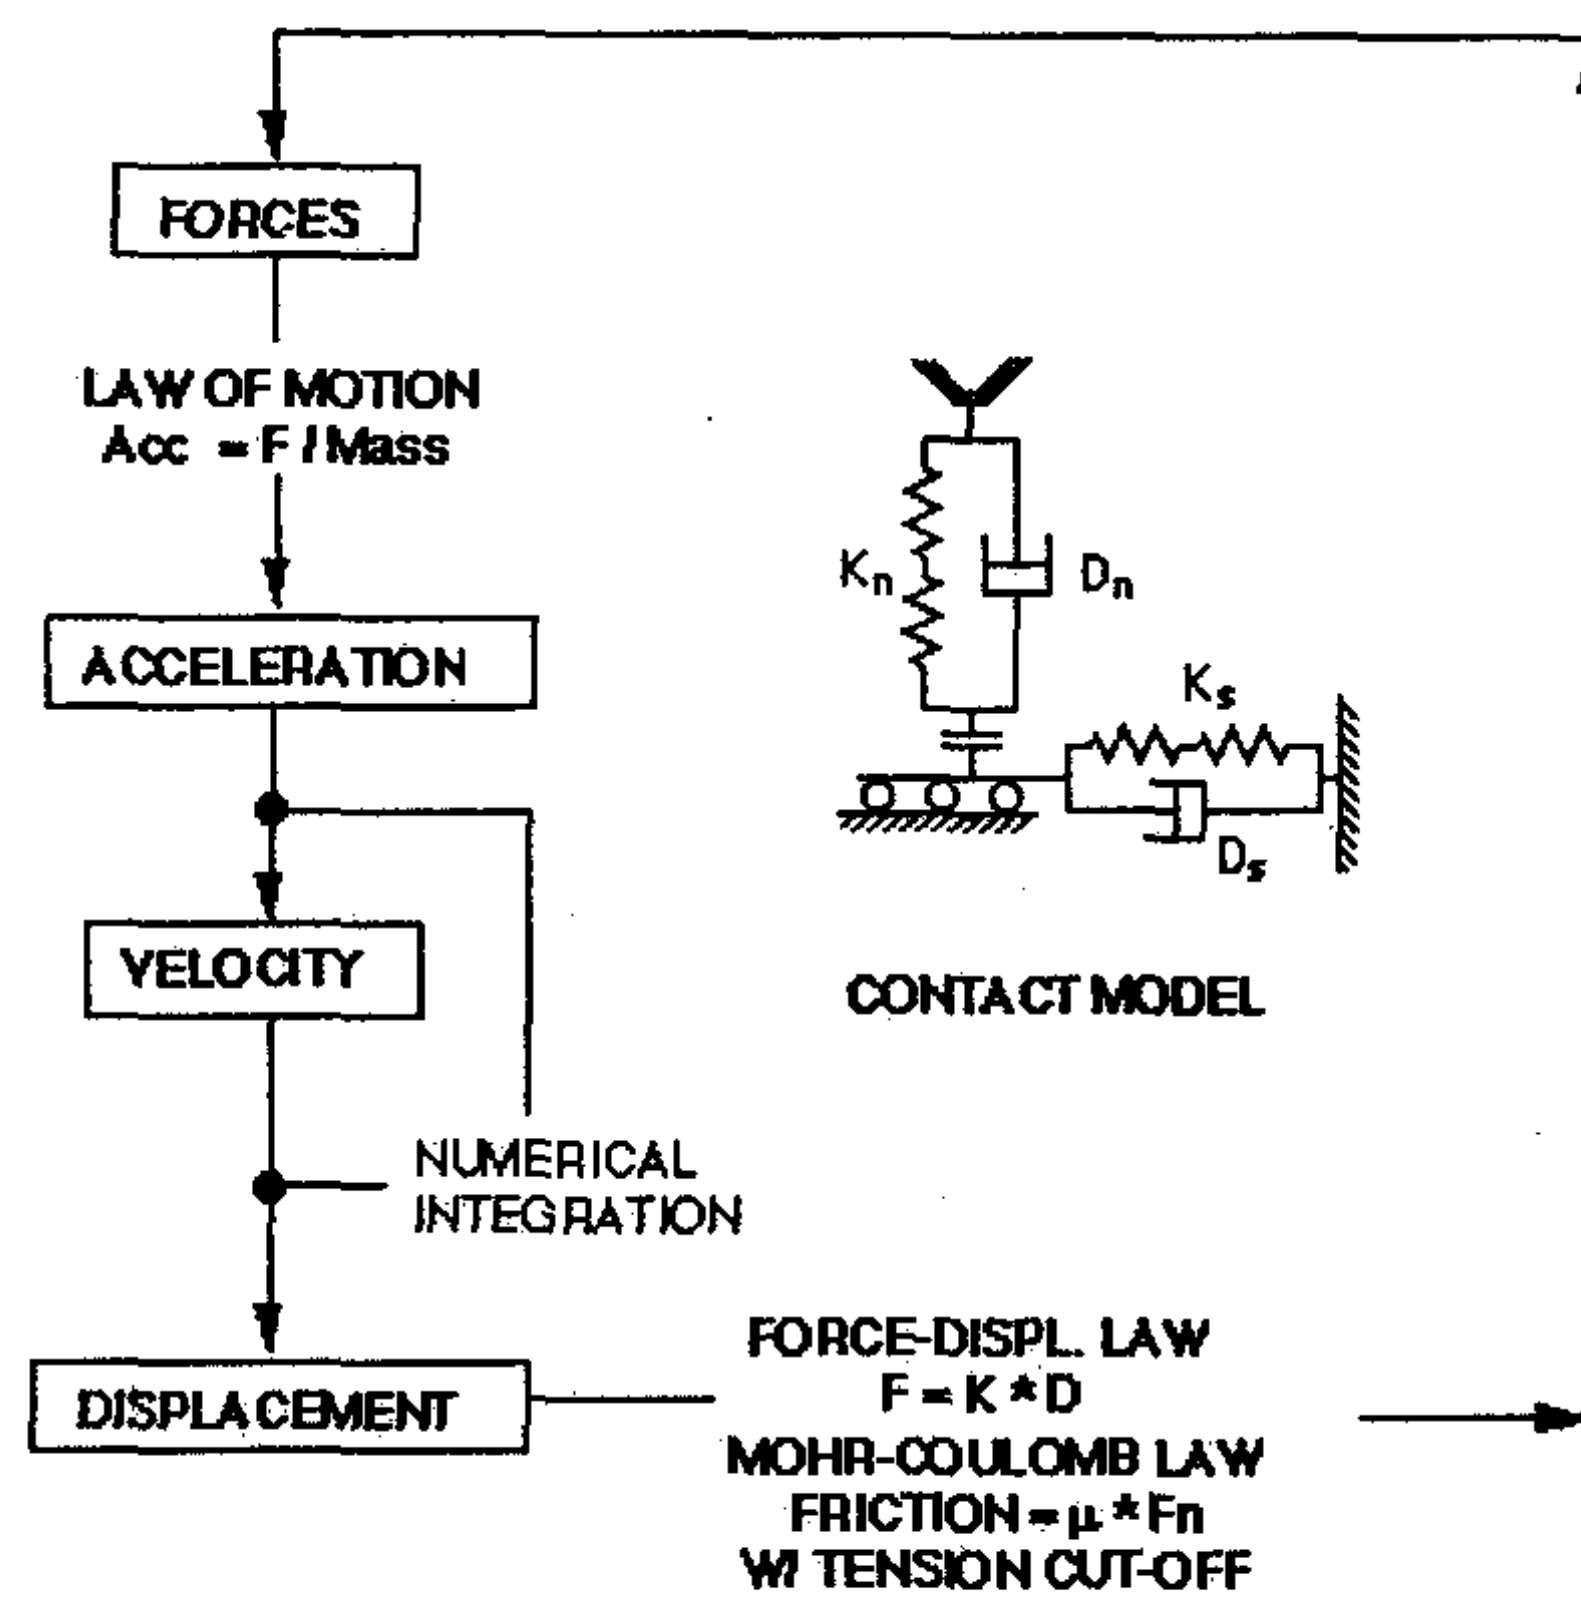 FORCES
LAW OF MOTION
Acc = F / Mass
ACCELERATION
VELOCITY
NUMERICAL
INTEGRATION
DISPLACEMENT
Kn
Dn
Ks
Ds
CONTACT MODEL
FORCE-DISPL. LAW
F = K * D
MOHR-COULOMB LAW
FRICTION = μ * Fn
W/ TENSION CUT-OFF